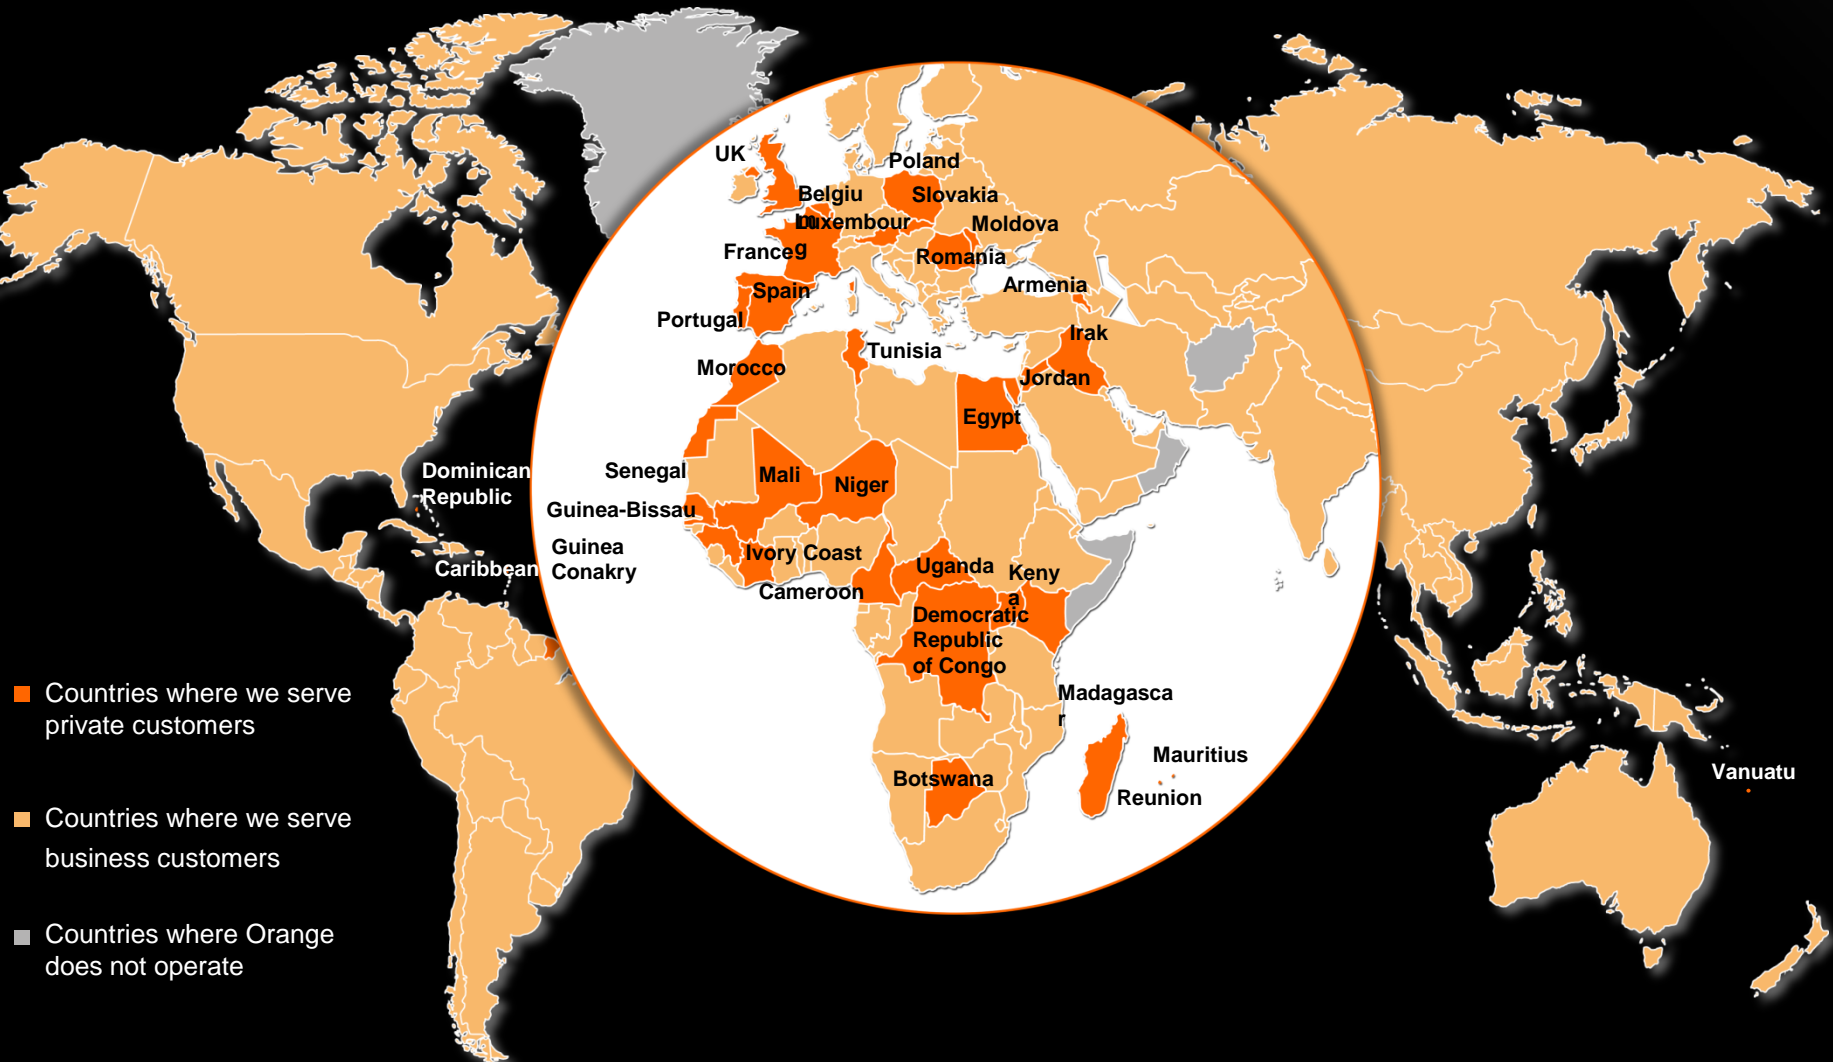 UK
Poland
Belgiu
m
Slovakia
Luxembour
g
Moldova
France
Romania
Armenia
Spain
Portugal
Irak
Tunisia
Morocco
Jordan
Egypt
Dominican
Republic
Senegal
Mali
Niger
Guinea-Bissau
Guinea
Conakry
Ivory Coast
Caribbean
Uganda
Keny
a
Cameroon
Democratic
Republic
of Congo
Madagasca
r
Mauritius
Botswana
Reunion
Vanuatu
Countries where we serve
private customers
Countries where we serve
business customers
Countries where Orange
does not operate